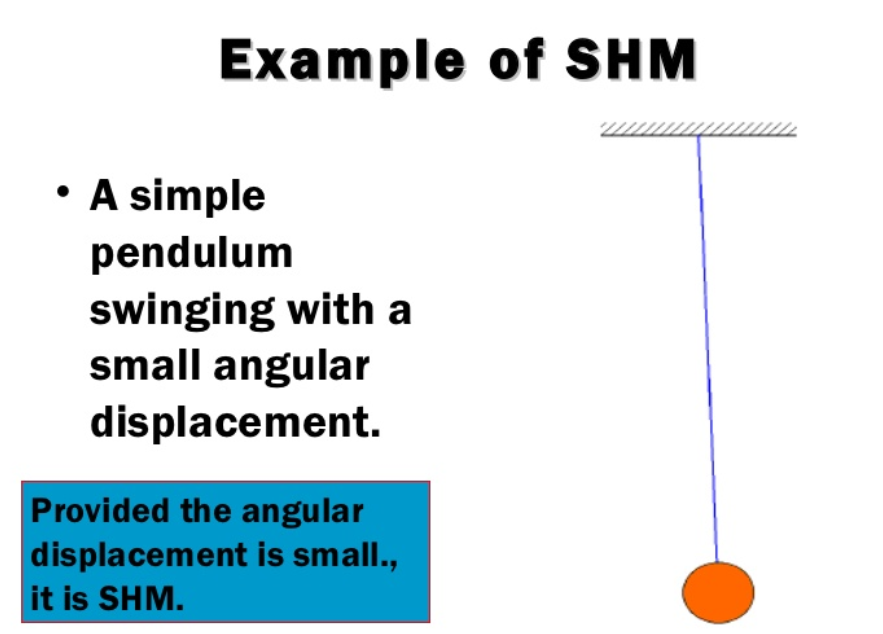 Example of SHM
• A simple
pendulum
swinging with a
small angular
displacement.
Provided the angular
displacement is small.,
it is SHM.